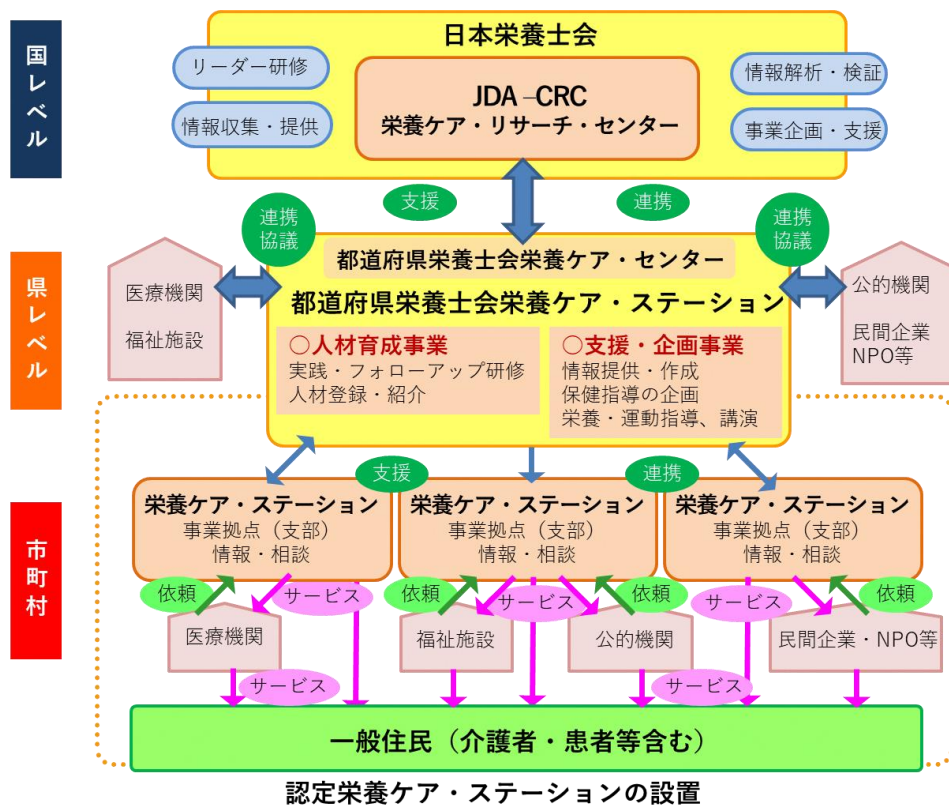 国レベル
日本栄養士会
リーダー研修
情報収集・提供
JDA –CRC
栄養ケア・リサーチ・センター
情報解析・検証
事業企画・支援
支援
連携
連携
協議
連携
協議
県レベル
医療機関
福祉施設
都道府県栄養士会栄養ケア・センター
都道府県栄養士会栄養ケア・ステーション
〇人材育成事業
実践・フォローアップ研修
人材登録・紹介
〇支援・企画事業
情報提供・作成
保健指導の企画
栄養・運動指導、講演
公的機関
民間企業
NPO等
支援
連携
市町村
栄養ケア・ステーション
事業拠点（支部）
情報・相談
栄養ケア・ステーション
事業拠点（支部）
情報・相談
栄養ケア・ステーション
事業拠点（支部）
情報・相談
依頼
サービス
依頼
サービス
依頼
サービス
依頼
医療機関
福祉施設
公的機関
民間企業・NPO等
サービス
サービス
一般住民（介護者・患者等含む）
認定栄養ケア・ステーションの設置